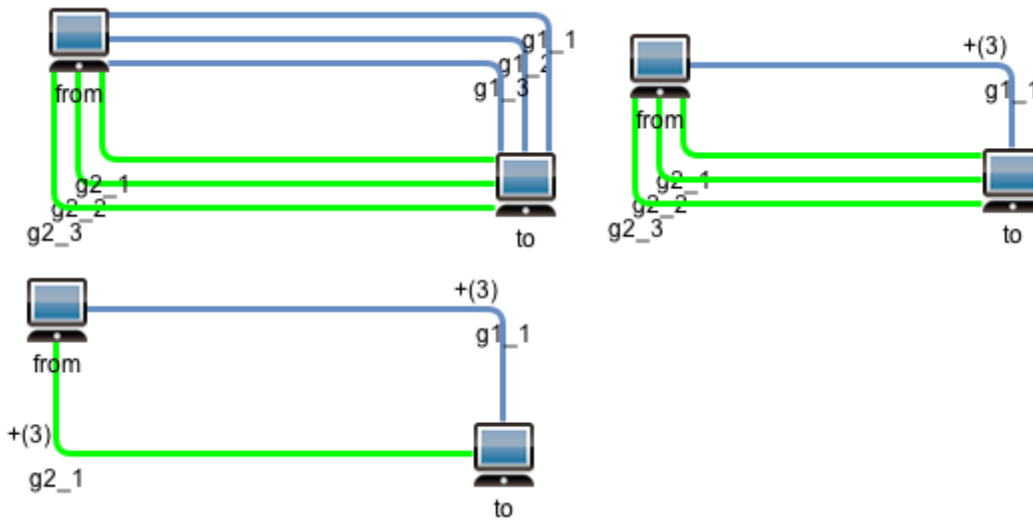 from
g1_1
g1_2
g1_3
g2_1
g2_2
g2_3
to
+(3)
from
g1_1
g2_1
g2_2
g2_3
to
+(3)
from
g1_1
+(3)
g2_1
to